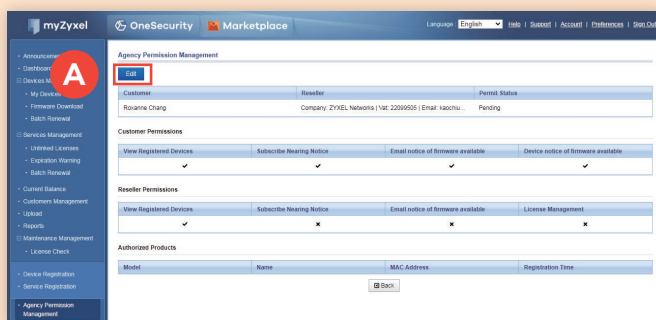 myZyxel
OneSecurity Marketplace
Language : English Help | Support | Account | Preferences | Sign Out
Dashboard
My Devices
Firmware Download
Batch Renewal
Services Management
Unlinked Licenses
Expiration Warning
Batch Renewal
Current Balance
Customers Management
Upload
Reports
Maintenance Management
License Check
Device Registration
Service Registration
Agency Permission
Management
A
Agency Permission Management
Edit
Customer Reseller Permit Status
Roxanne Chang Company: ZYXEL Networks | Vat: 22099505 | Email: kaochiu... Pending
Customer Permissions
View Registered Devices Subscribe Nearing Notice Email notice of firmware available Device notice of firmware available
✔ ✔ ✔ ✔
Reseller Permissions
View Registered Devices Subscribe Nearing Notice Email notice of firmware available License Management
✔ ✖ ✖ ✖
Authorized Products
Model Name MAC Address Registration Time
Back